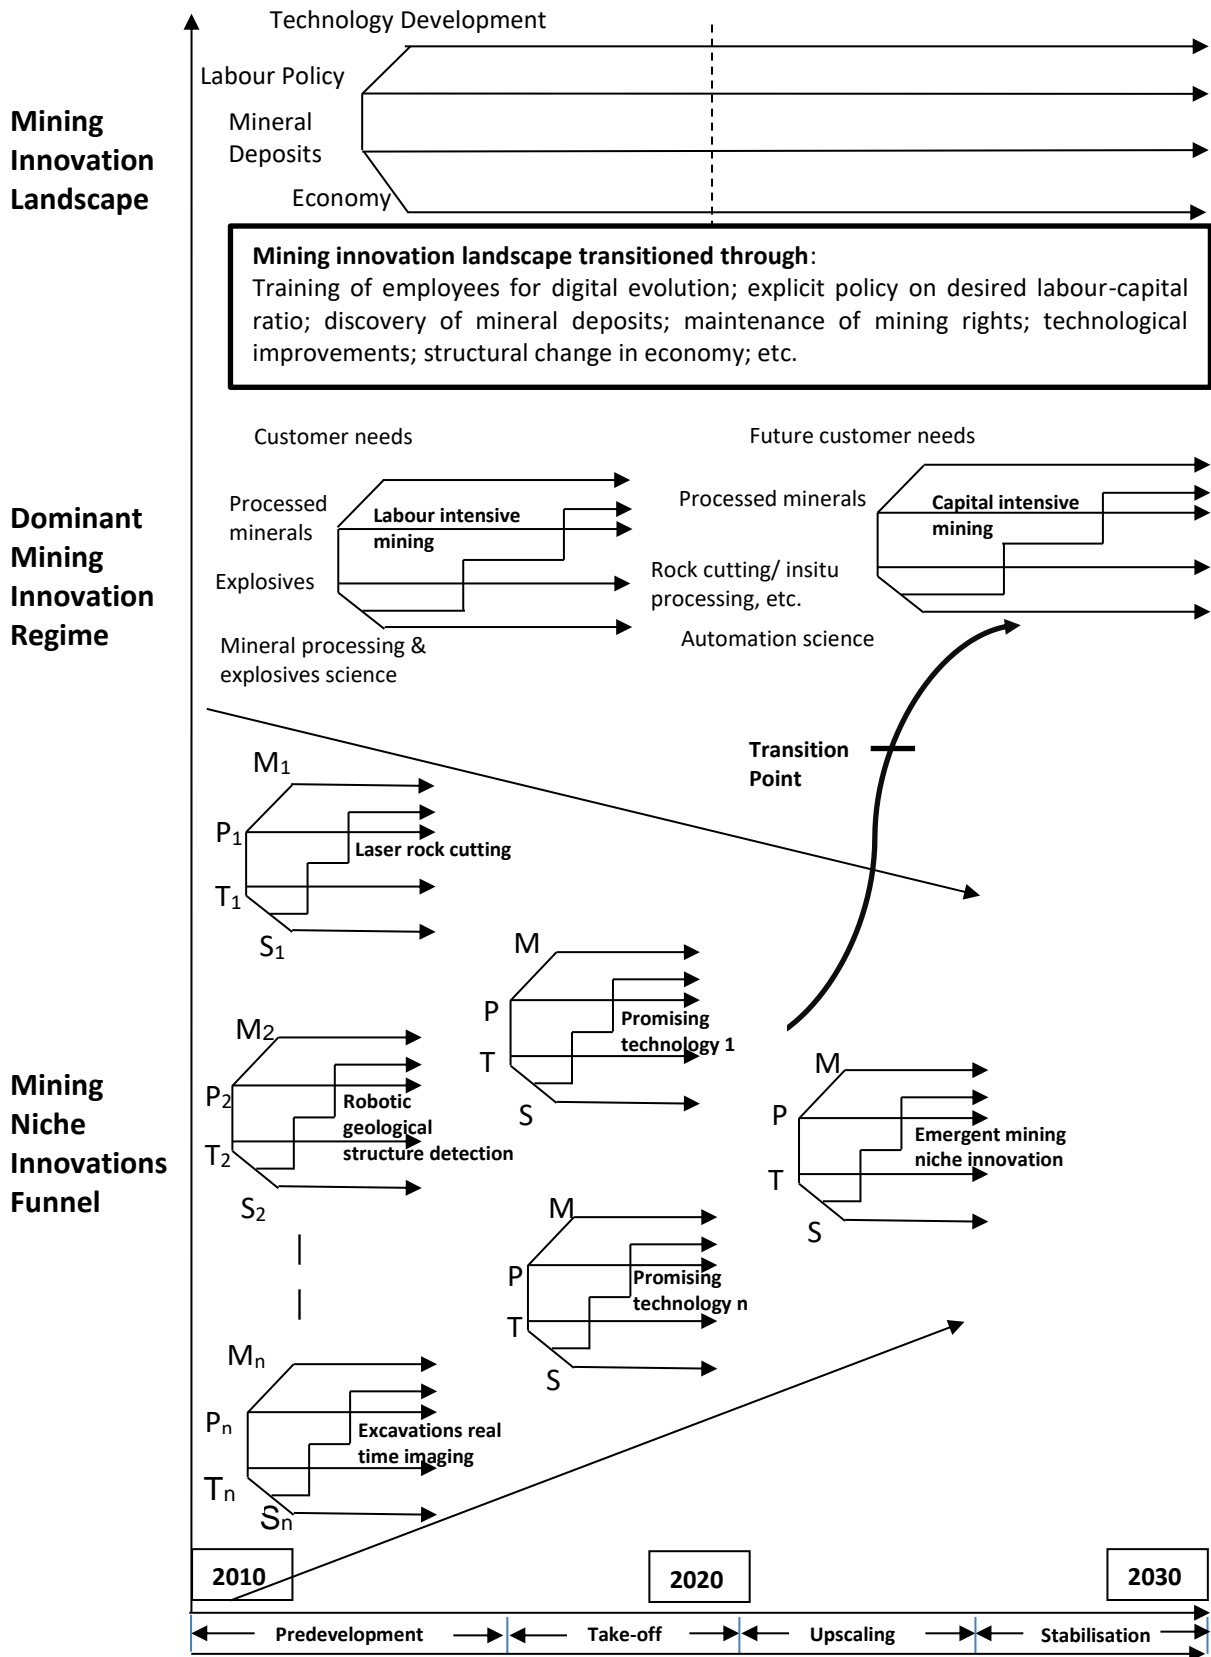 Technology Development
Labour Policy
Mineral
Deposits
Economy
Mining
Innovation
Landscape
Mining innovation landscape transitioned through:
Training of employees for digital evolution; explicit policy on desired labour-capital
ratio; discovery of mineral deposits; maintenance of mining rights; technological
improvements; structural change in economy; etc.
Customer needs
Processed
minerals
Labour intensive
mining
Explosives
Mineral processing &
explosives science
Future customer needs
Processed minerals
Capital intensive
mining
Rock cutting/ insitu
processing, etc.
Automation science
Dominant
Mining
Innovation
Regime
Transition
Point
M1
P1
Laser rock cutting
T1
S1
M
P
Promising
technology 1
T
S
M2
P2
Robotic
geological
structure detection
T2
S2
M
P
Emergent mining
niche innovation
T
S
Mining
Niche
Innovations
Funnel
M
P
Promising
technology n
T
S
Mn
Pn
Excavations real
time imaging
Tn
Sn
2010
2020
2030
Predevelopment
Take-off
Upscaling
Stabilisation